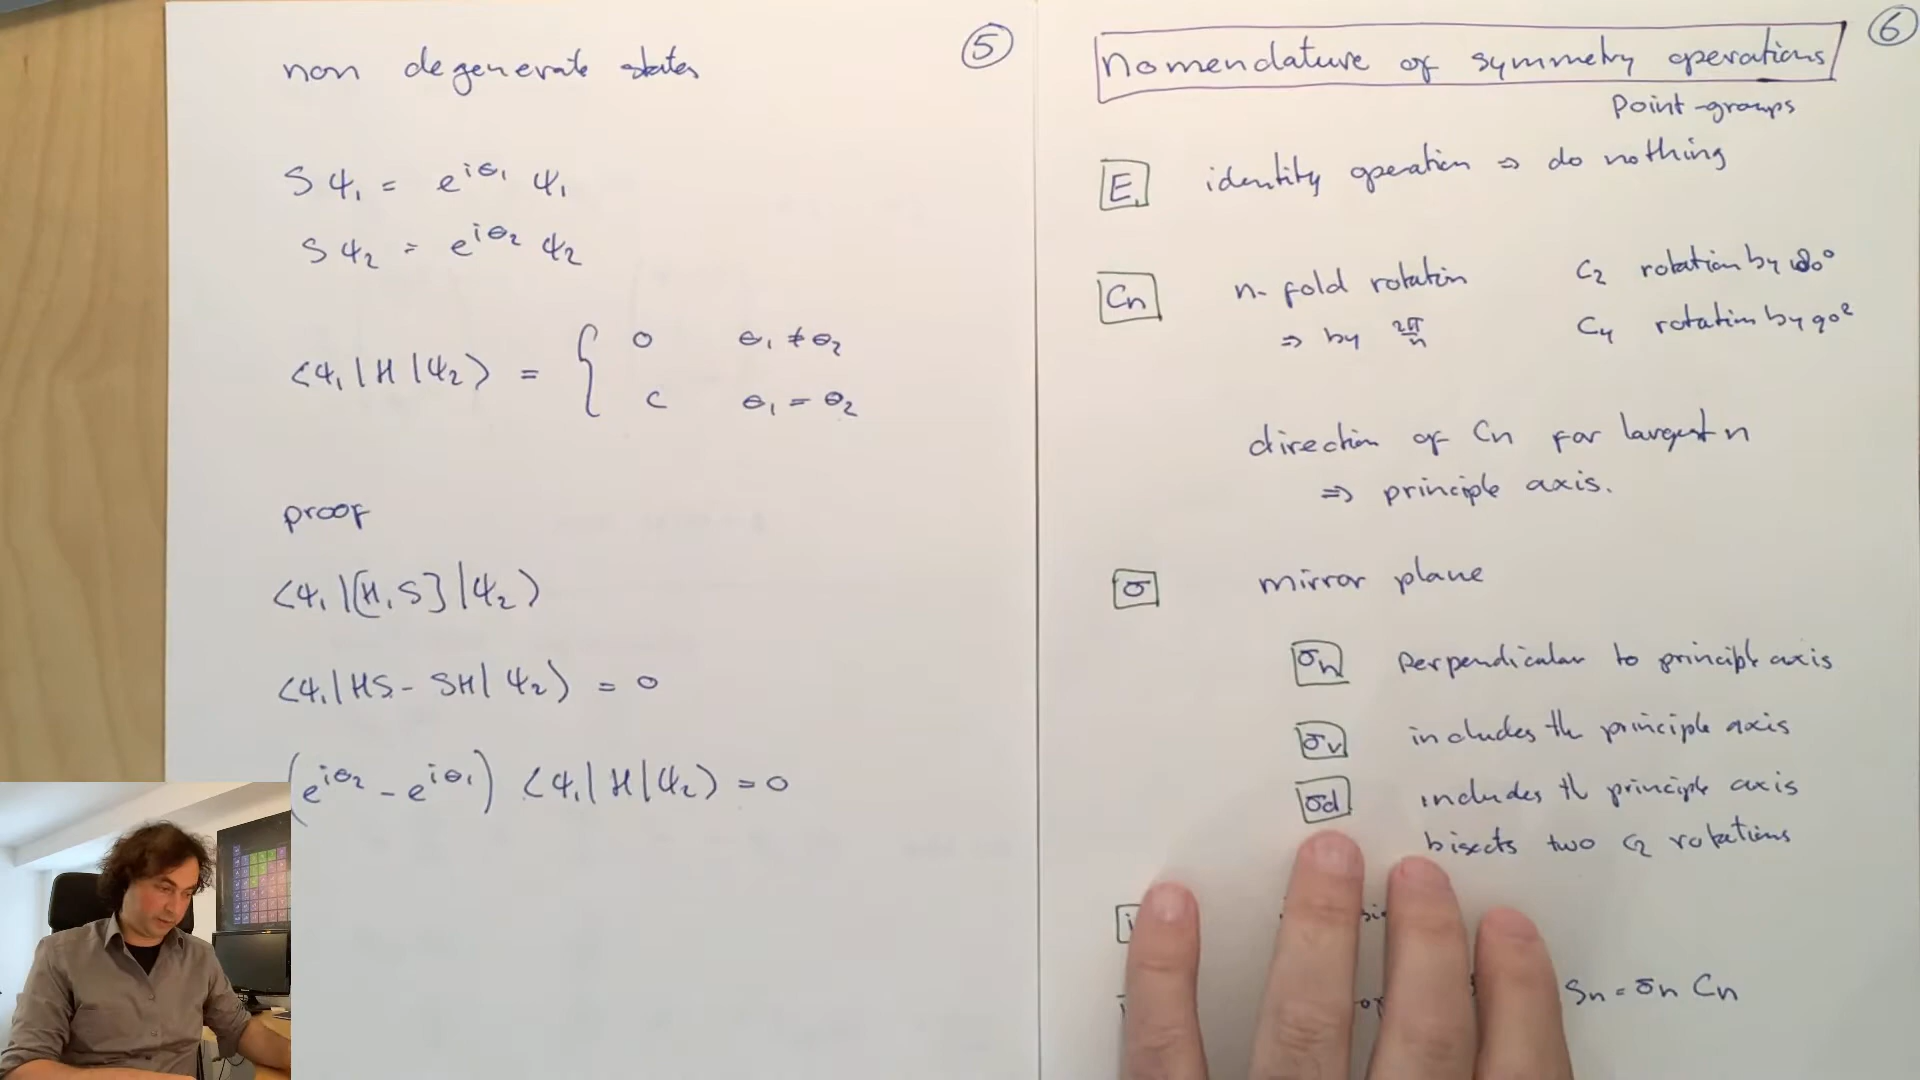 5
non degenerate states
S ψ₁ = e^{iθ₁} ψ₁
S ψ₂ = e^{iθ₂} ψ₂
⟨ψ₁|H|ψ₂⟩ = { 0 θ₁ ≠ θ₂
c θ₁ = θ₂
proof
⟨ψ₁|[H,S]|ψ₂⟩
⟨ψ₁|HS - SH|ψ₂⟩ = 0
(e^{iθ₂} - e^{iθ₁}) ⟨ψ₁|H|ψ₂⟩ = 0
6
Nomenclature of symmetry operations
Point-groups
E identity operation ⇒ do nothing
Cn n-fold rotation C₂ rotation by 180°
⇒ by 2π/n C₄ rotation by 90°
direction of Cn for largest n
⇒ principle axis.
σ mirror plane
σh perpendicular to principle axis
σv includes the principle axis
σd includes the principle axis
bisects two C₂ rotations
i
Sn = σh Cn